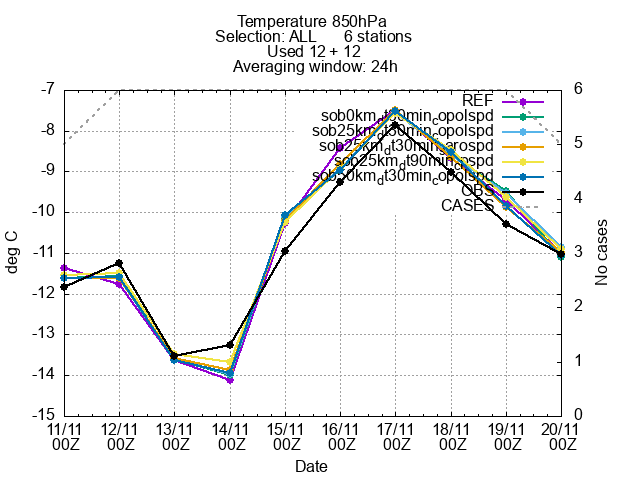 Temperature 850hPa
Selection: ALL 6 stations
Used 12 + 12
Averaging window: 24h
REF
OBS
CASES
deg C
No cases
-7
-8
-9
-10
-11
-12
-13
-14
-15
6
5
4
3
2
1
0
11/11 12/11 13/11 14/11 15/11 16/11 17/11 18/11 19/11 20/11
00Z 00Z 00Z 00Z 00Z 00Z 00Z 00Z 00Z 00Z
Date